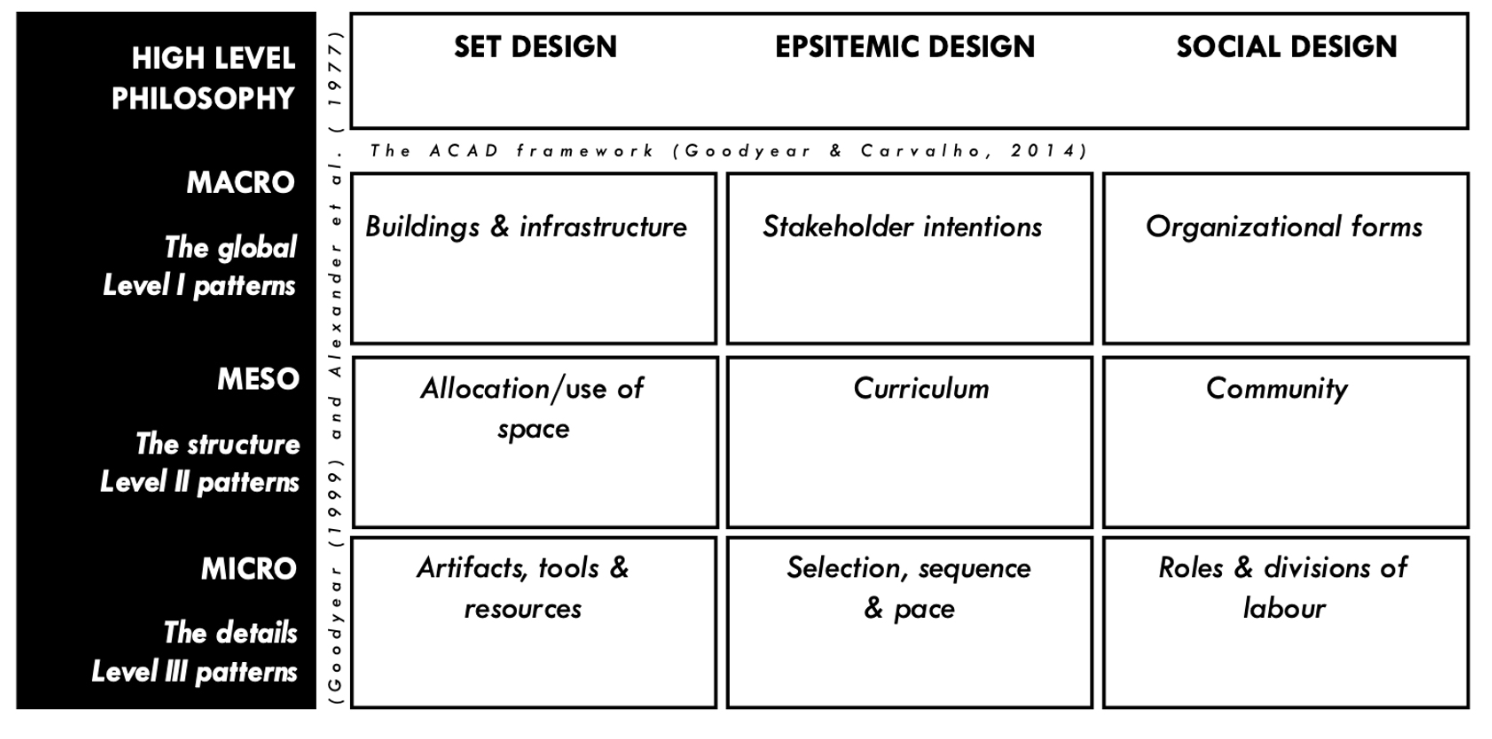 HIGH LEVEL
PHILOSOPHY
SET DESIGN
EPSITEMIC DESIGN
SOCIAL DESIGN
The ACAD framework (Goodyear & Carvalho, 2014)
(Goodyear (1999) and Alexander et al. ( 1977)
MACRO
The global
Level I patterns
Buildings & infrastructure
Stakeholder intentions
Organizational forms
MESO
The structure
Level II patterns
Allocation/use of
space
Curriculum
Community
MICRO
The details
Level III patterns
Artifacts, tools &
resources
Selection, sequence
& pace
Roles & divisions of
labour